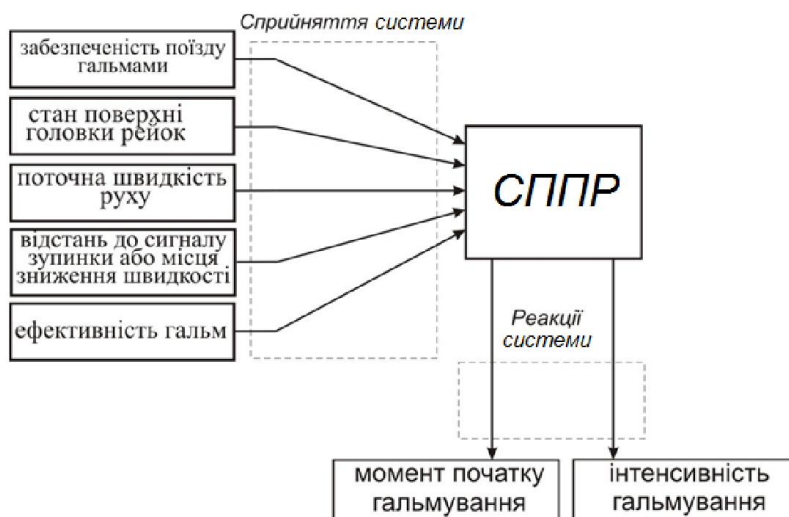 Сприйняття системи
забезпеченість поїзду
гальмами
стан поверхні
головки рейок
поточна швидкість
руху
відстань до сигналу
зупинки або місця
зниження швидкості
ефективність гальм
СППР
Реакції
системи
момент початку
гальмування
інтенсивність
гальмування